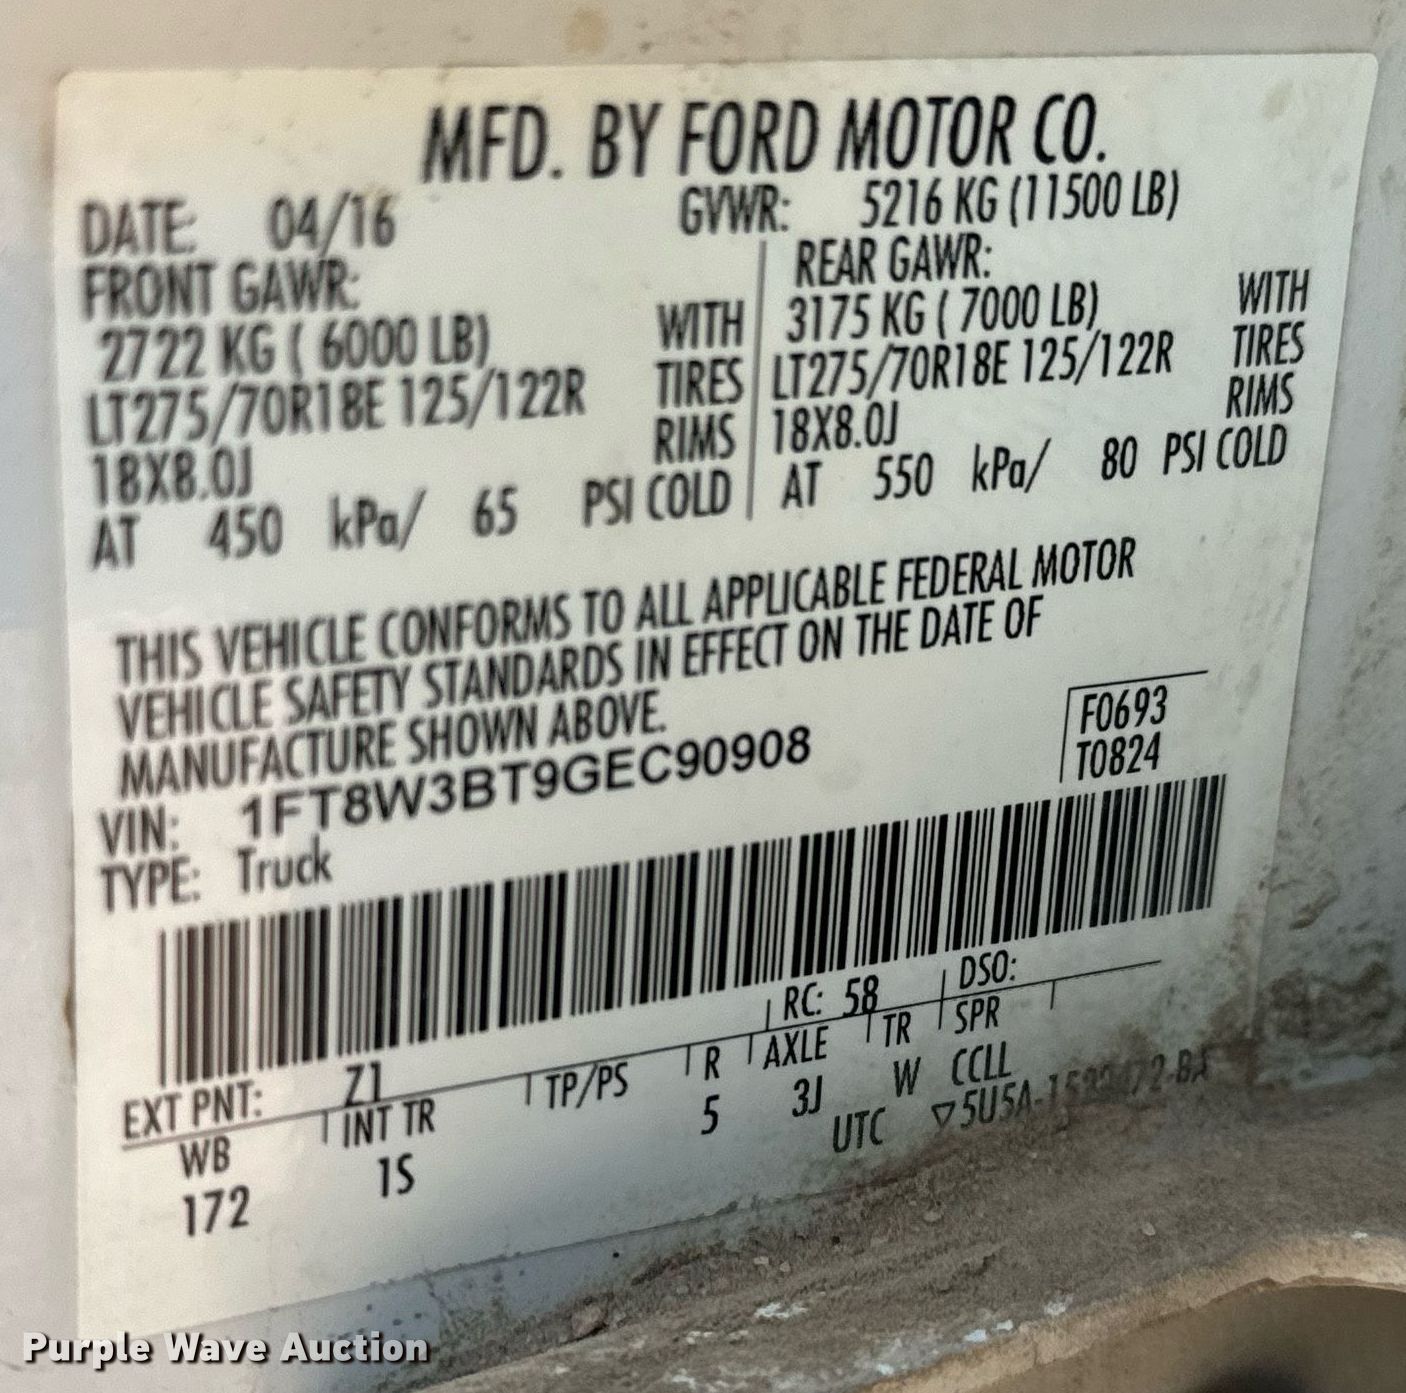 MFD. BY FORD MOTOR CO.
DATE: 04/16 GVWR: 5216 KG (11500 LB)
FRONT GAWR: REAR GAWR:
2722 KG ( 6000 LB) WITH 3175 KG ( 7000 LB) WITH
LT275/70R18E 125/122R TIRES LT275/70R18E 125/122R TIRES
18X8.0J RIMS 18X8.0J RIMS
AT 450 kPa/ 65 PSI COLD AT 550 kPa/ 80 PSI COLD
THIS VEHICLE CONFORMS TO ALL APPLICABLE FEDERAL MOTOR
VEHICLE SAFETY STANDARDS IN EFFECT ON THE DATE OF
MANUFACTURE SHOWN ABOVE.
F0693
VIN: 1FT8W3BT9GEC90908
T0824
TYPE: Truck
EXT PNT: Z1 RC: 58 DSO:
WB INT TR TP/PS R AXLE TR SPR
172 1S 5 3J W CCLL
UTC
Purple Wave Auction